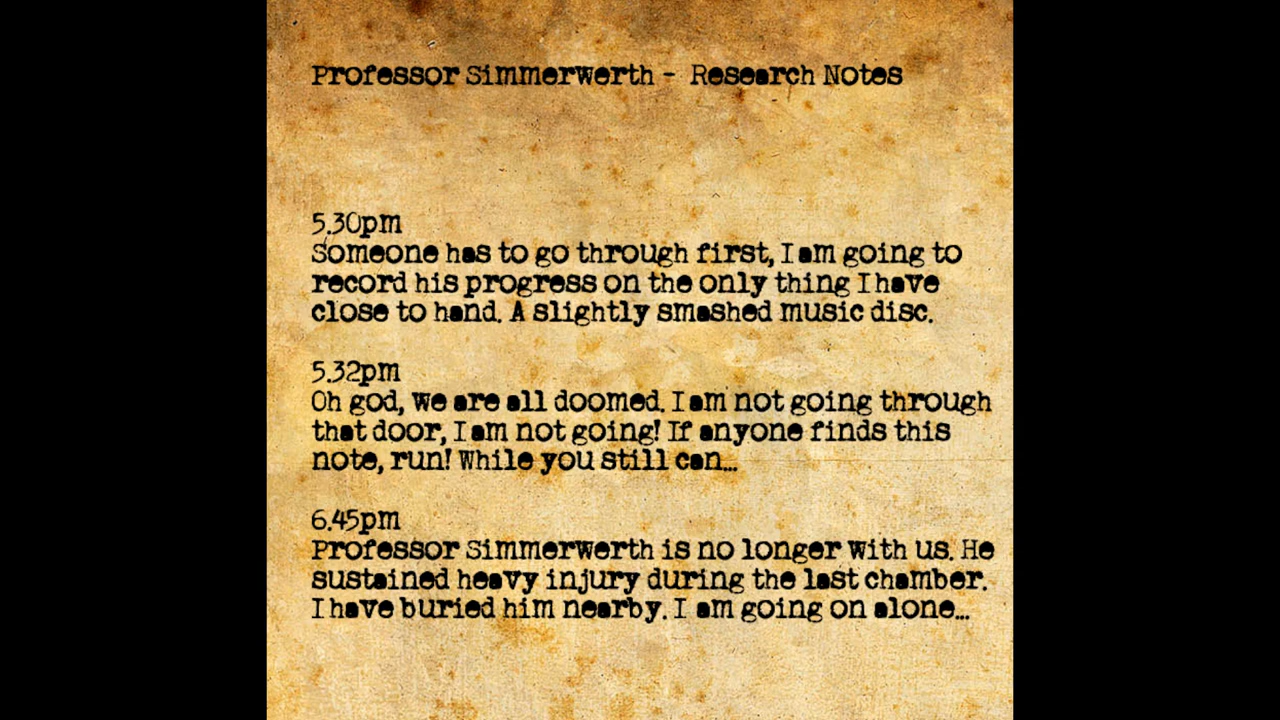 Professor Simmerwerth - Research Notes
5.30pm
Someone has to go through first, I am going to
record his progress on the only thing I have
close to hand. A slightly smashed music disc.
5.32pm
Oh god, we are all doomed. I am not going through
that door, I am not going! If anyone finds this
note, run! While you still can...
6.45pm
Professor Simmerwerth is no longer with us. He
sustained heavy injury during the last chamber.
I have buried him nearby. I am going on alone...